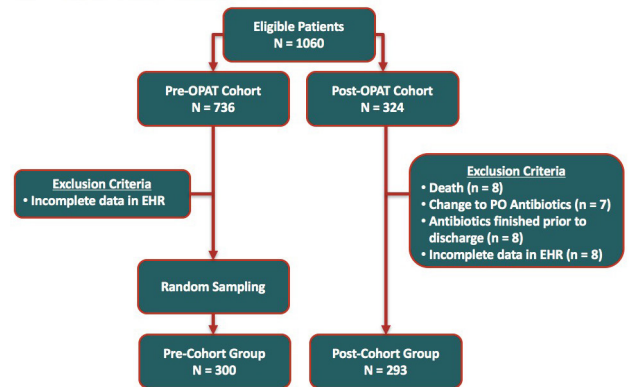 Eligible Patients
N = 1060
Pre-OPAT Cohort
N = 736
Post-OPAT Cohort
N = 324
Exclusion Criteria
• Incomplete data in EHR
Exclusion Criteria
• Death (n = 8)
• Change to PO Antibiotics (n = 7)
• Antibiotics finished prior to
discharge (n = 8)
• Incomplete data in EHR (n = 8)
Random Sampling
Pre-Cohort Group
N = 300
Post-Cohort Group
N = 293